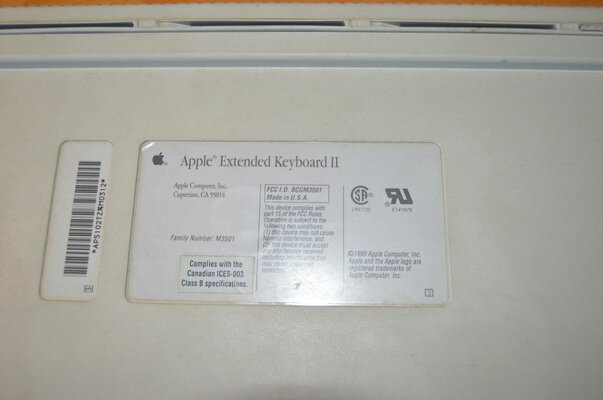 Apple® Extended Keyboard II
Apple Computer, Inc.
Cupertino, CA 95014
Family Number: M3501
Complies with the
Canadian ICES-003
Class B specifications.
FCC I.D. BCGM3501
Made in U.S.A.
This device complies with
part 15 of the FCC Rules.
Operation is subject to the
following two conditions:
(1) this device may not cause
harmful interference, and
(2) this device must accept
any interference received
including interference that
may cause undesired
operation.
LR67732
©1990 Apple Computer, Inc.
Apple and the Apple logo are
registered trademarks of
Apple Computer, Inc.